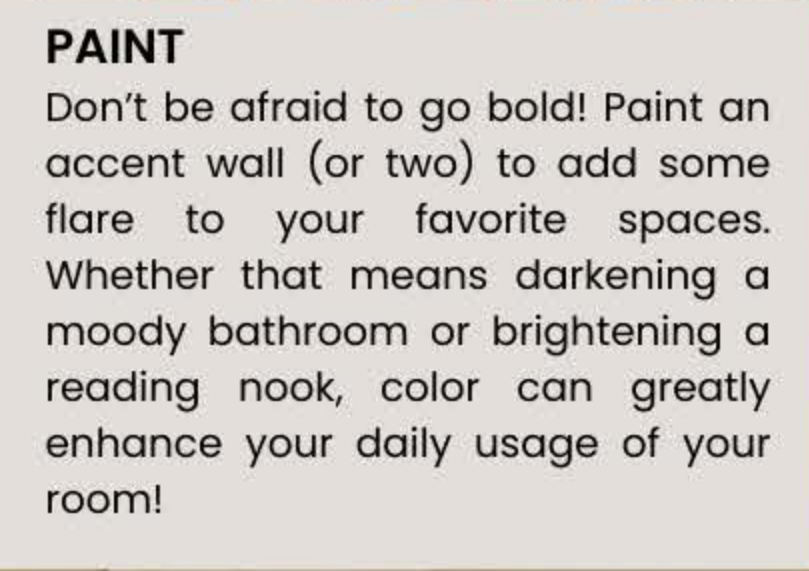 PAINT
Don't be afraid to go bold! Paint an
accent wall (or two) to add some
flare to your favorite spaces.
Whether that means darkening a
moody bathroom or brightening a
reading nook, color can greatly
enhance your daily usage of your
room!